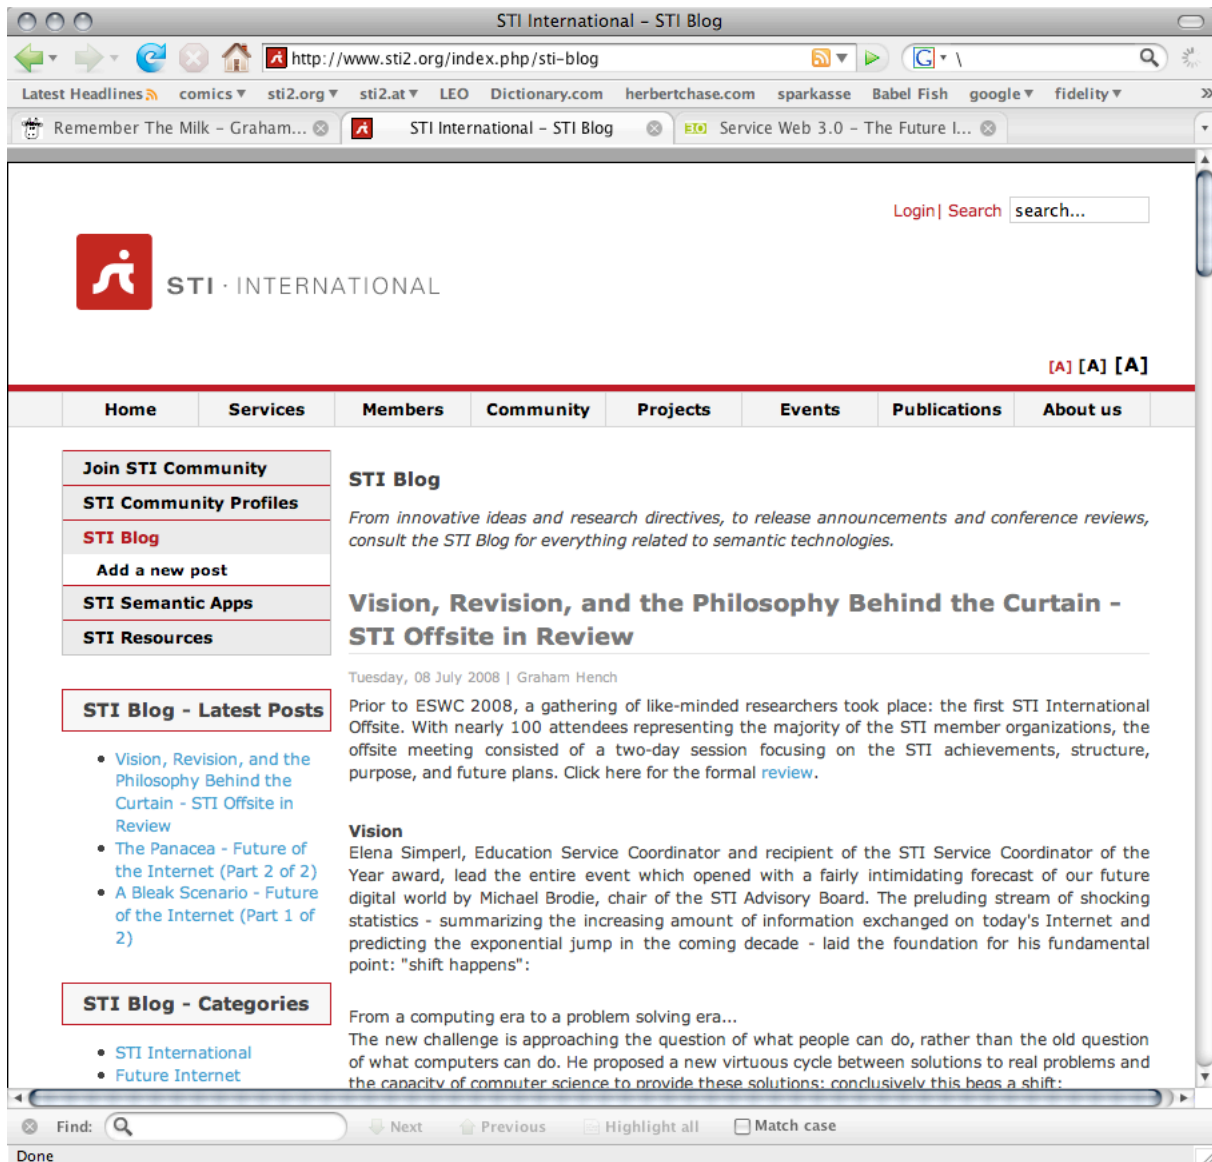 STI International – STI Blog
http://www.sti2.org/index.php/sti-blog
G
\
Latest Headlines comics sti2.org sti2.at LEO Dictionary.com herbertchase.com sparkasse Babel Fish google fidelity »
Remember The Milk – Graham... STI International – STI Blog 3.0 Service Web 3.0 – The Future I...
Login| Search search...
STI · INTERNATIONAL
[A] [A] [A]
Home Services Members Community Projects Events Publications About us
Join STI Community
STI Community Profiles
STI Blog
Add a new post
STI Semantic Apps
STI Resources
STI Blog - Latest Posts
Vision, Revision, and the
Philosophy Behind the
Curtain - STI Offsite in
Review
The Panacea - Future of
the Internet (Part 2 of 2)
A Bleak Scenario - Future
of the Internet (Part 1 of
2)
STI Blog - Categories
STI International
Future Internet
STI Blog
From innovative ideas and research directives, to release announcements and conference reviews,
consult the STI Blog for everything related to semantic technologies.
Vision, Revision, and the Philosophy Behind the Curtain -
STI Offsite in Review
Tuesday, 08 July 2008 | Graham Hench
Prior to ESWC 2008, a gathering of like-minded researchers took place: the first STI International
Offsite. With nearly 100 attendees representing the majority of the STI member organizations, the
offsite meeting consisted of a two-day session focusing on the STI achievements, structure,
purpose, and future plans. Click here for the formal review.
Vision
Elena Simperl, Education Service Coordinator and recipient of the STI Service Coordinator of the
Year award, lead the entire event which opened with a fairly intimidating forecast of our future
digital world by Michael Brodie, chair of the STI Advisory Board. The preluding stream of shocking
statistics - summarizing the increasing amount of information exchanged on today's Internet and
predicting the exponential jump in the coming decade - laid the foundation for his fundamental
point: "shift happens":
From a computing era to a problem solving era...
The new challenge is approaching the question of what people can do, rather than the old question
of what computers can do. He proposed a new virtuous cycle between solutions to real problems and
the capacity of computer science to provide these solutions; conclusively this begs a shift:
Find: Next Previous Highlight all Match case
Done